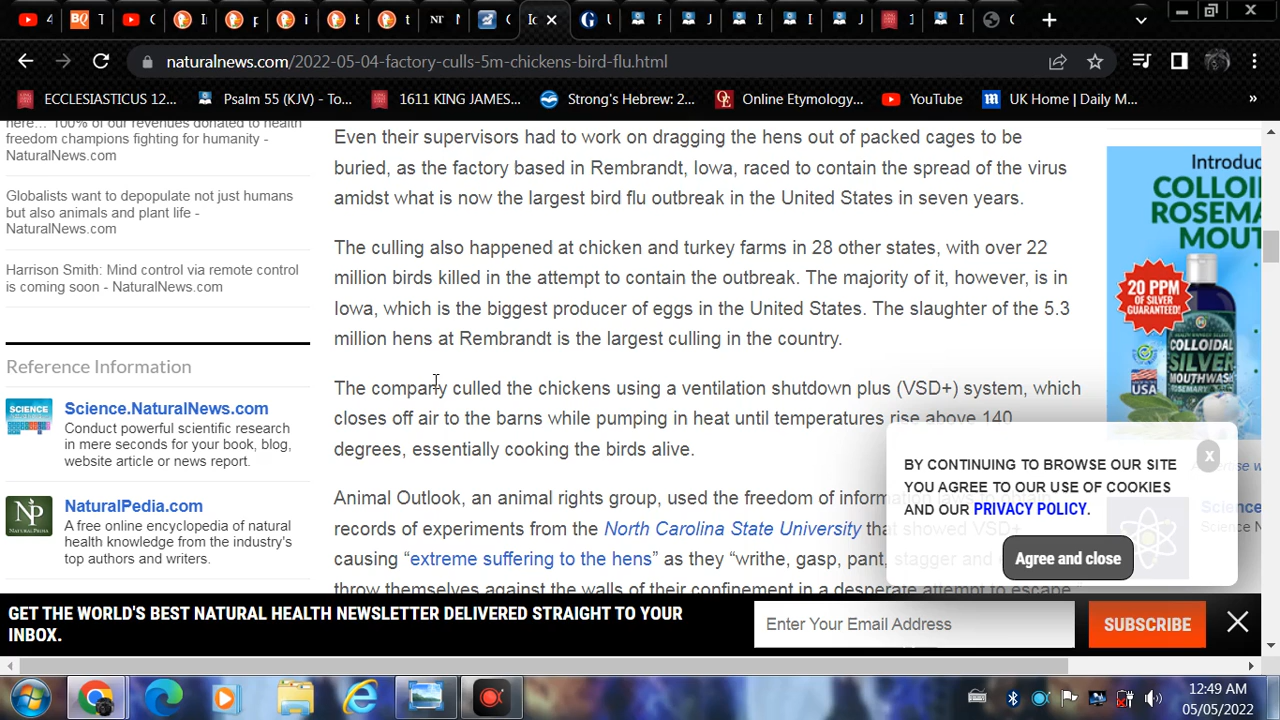 naturalnews.com/2022-05-04-factory-culls-5m-chickens-bird-flu.html
ECCLESIASTICUS 12...
Psalm 55 (KJV) - To...
1611 KING JAMES...
Strong's Hebrew: 2...
Online Etymology...
YouTube
UK Home | Daily M...
here... 100% of our revenues donated to health
freedom champions fighting for humanity -
NaturalNews.com
Globalists want to depopulate not just humans
but also animals and plant life -
NaturalNews.com
Harrison Smith: Mind control via remote control
is coming soon - NaturalNews.com
Reference Information
SCIENCE
Science.NaturalNews.com
Conduct powerful scientific research
in mere seconds for your book, blog,
website article or news report.
NP
NaturalPedia.com
A free online encyclopedia of natural
health knowledge from the industry's
top authors and writers.
Even their supervisors had to work on dragging the hens out of packed cages to be
buried, as the factory based in Rembrandt, Iowa, raced to contain the spread of the virus
amidst what is now the largest bird flu outbreak in the United States in seven years.
The culling also happened at chicken and turkey farms in 28 other states, with over 22
million birds killed in the attempt to contain the outbreak. The majority of it, however, is in
Iowa, which is the biggest producer of eggs in the United States. The slaughter of the 5.3
million hens at Rembrandt is the largest culling in the country.
The company culled the chickens using a ventilation shutdown plus (VSD+) system, which
closes off air to the barns while pumping in heat until temperatures rise above 140
degrees, essentially cooking the birds alive.
Animal Outlook, an animal rights group, used the freedom of information laws to obtain
records of experiments from the North Carolina State University that showed VSD+
causing “extreme suffering to the hens” as they “writhe, gasp, pant, stagger and
throw themselves against the walls of their confinement in a desperate attempt to escape.
Introduc
COLLOI
ROSEMA
MOUT
20 PPM
OF SILVER
GUARANTEED!
USA
COLLOIDAL
SILVER
MOUTHWASH
BY CONTINUING TO BROWSE OUR SITE
YOU AGREE TO OUR USE OF COOKIES
AND OUR PRIVACY POLICY.
X
Agree and close
GET THE WORLD'S BEST NATURAL HEALTH NEWSLETTER DELIVERED STRAIGHT TO YOUR
INBOX.
Enter Your Email Address
SUBSCRIBE
12:49 AM
05/05/2022